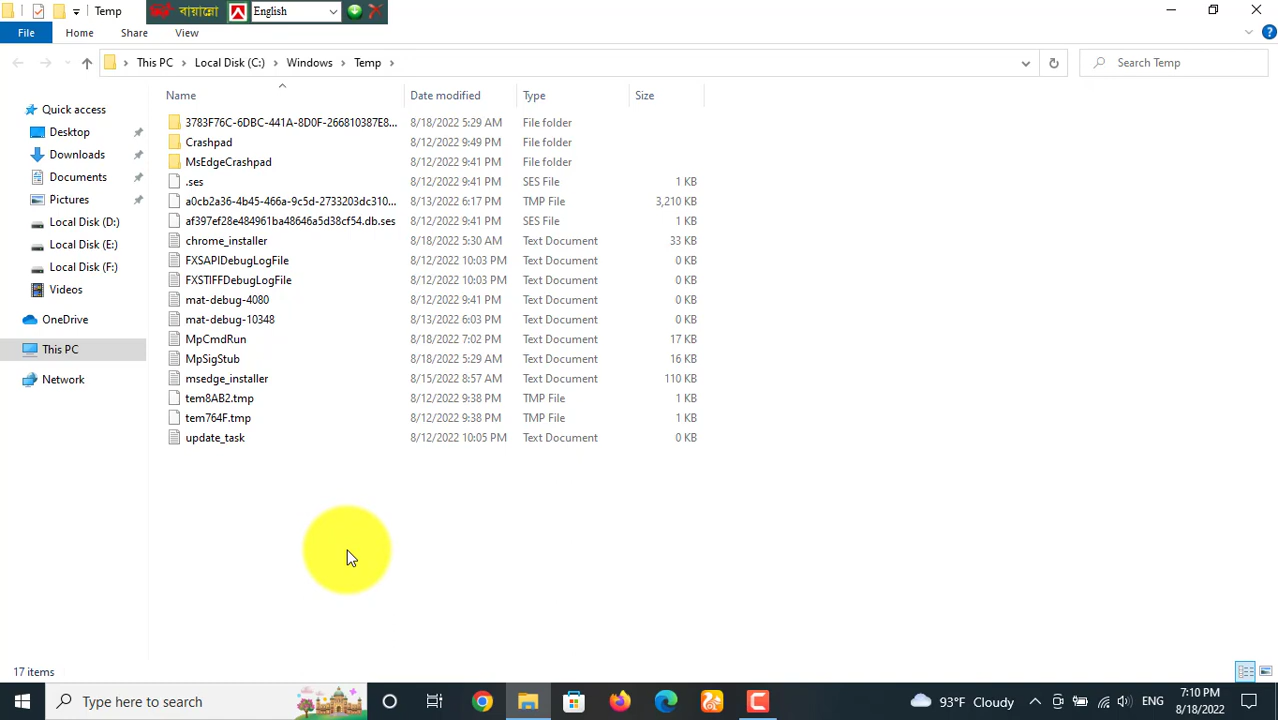 Temp
বায়ান্নো
English
File Home Share View
This PC Local Disk (C:) Windows Temp
Search Temp
Name Date modified Type Size
Quick access
Desktop
Downloads
Documents
Pictures
Local Disk (D:)
Local Disk (E:)
Local Disk (F:)
Videos
OneDrive
This PC
Network
3783F76C-6DBC-441A-8D0F-266810387E8... 8/18/2022 5:29 AM File folder
Crashpad 8/12/2022 9:49 PM File folder
MsEdgeCrashpad 8/12/2022 9:41 PM File folder
.ses 8/12/2022 9:41 PM SES File 1 KB
a0cb2a36-4b45-466a-9c5d-2733203dc310... 8/13/2022 6:17 PM TMP File 3,210 KB
af397ef28e484961ba48646a5d38cf54.db.ses 8/12/2022 9:41 PM SES File 1 KB
chrome_installer 8/18/2022 5:30 AM Text Document 33 KB
FXSAPIDebugLogFile 8/12/2022 10:03 PM Text Document 0 KB
FXSTIFFDebugLogFile 8/12/2022 10:03 PM Text Document 0 KB
mat-debug-4080 8/12/2022 9:41 PM Text Document 0 KB
mat-debug-10348 8/13/2022 6:03 PM Text Document 0 KB
MpCmdRun 8/18/2022 7:02 PM Text Document 17 KB
MpSigStub 8/18/2022 5:29 AM Text Document 16 KB
msedge_installer 8/15/2022 8:57 AM Text Document 110 KB
tem8AB2.tmp 8/12/2022 9:38 PM TMP File 1 KB
tem764F.tmp 8/12/2022 9:38 PM TMP File 1 KB
update_task 8/12/2022 10:05 PM Text Document 0 KB
17 items
Type here to search
93°F Cloudy
ENG
7:10 PM
8/18/2022